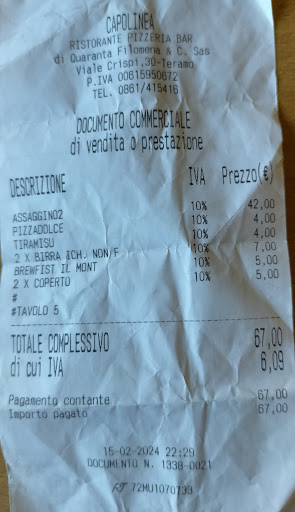 CAPOLINEA
RISTORANTE PIZZERIA BAR
di Quaranta Filomena & C. Sas
Viale Crispi,30-Teramo
P.IVA 00615950672
TEL. 0861/415416
DOCUMENTO COMMERCIALE
di vendita o prestazione
DESCRIZIONE IVA Prezzo(€)
ASSAGGINO2 10% 42,00
PIZZADOLCE 10% 4,00
TIRAMISU 10% 4,00
2 X BIRRA ICH. NON F 10% 7,00
BREWFIST IL MONT 10% 5,00
2 X COPERTO 10% 5,00
#
#TAVOLO 5
TOTALE COMPLESSIVO 67,00
di cui IVA 6,09
Pagamento contante 67,00
Importo pagato 67,00
15-02-2024 22:29
DOCUMENTO N. 1338-0021
RT 72MU1070733